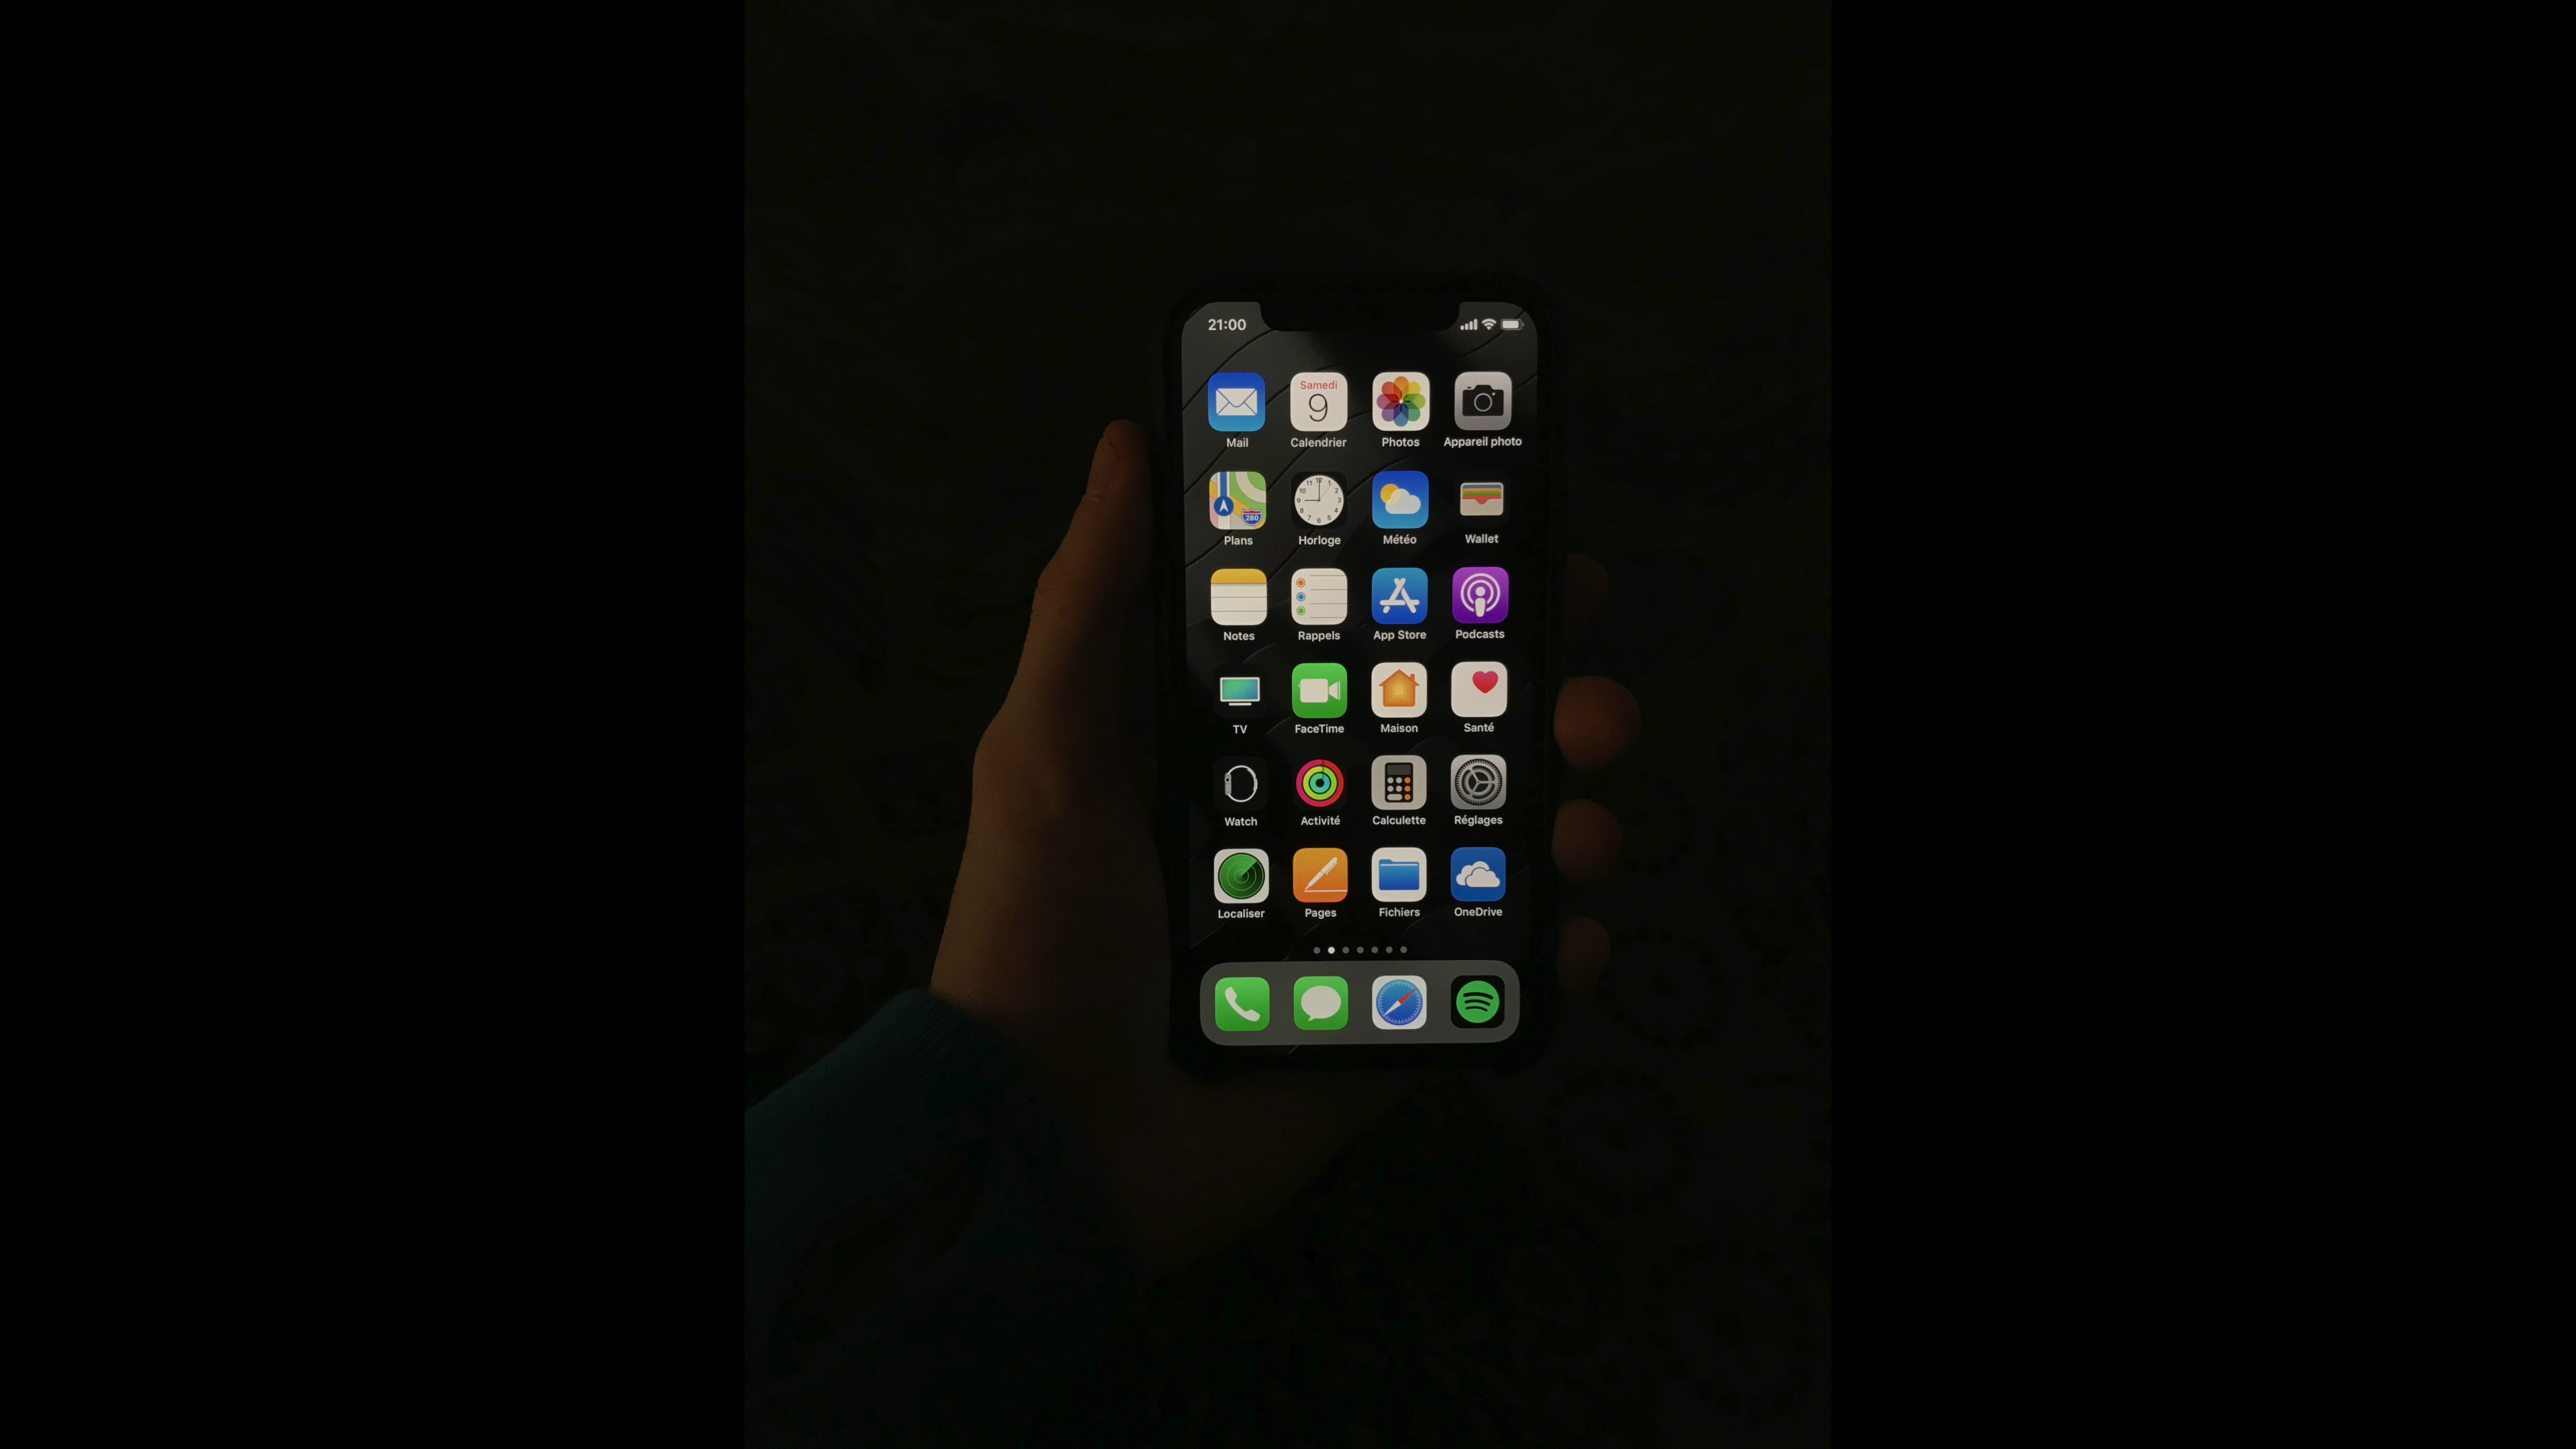 21:00
Samedi
9
Mail Calendrier Photos Appareil photo
280
Plans Horloge Météo Wallet
Notes Rappels App Store Podcasts
TV FaceTime Maison Santé
Watch Activité Calculette Réglages
Localiser Pages Fichiers OneDrive